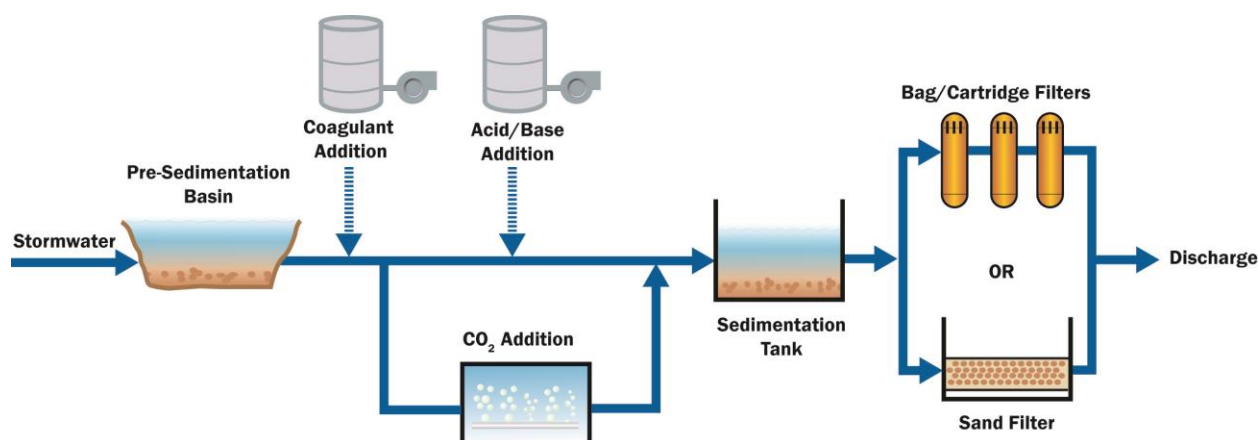 Coagulant
Addition
Acid/Base
Addition
Bag/Cartridge Filters
Pre-Sedimentation
Basin
Stormwater
OR
Discharge
Sedimentation
Tank
CO₂ Addition
Sand Filter